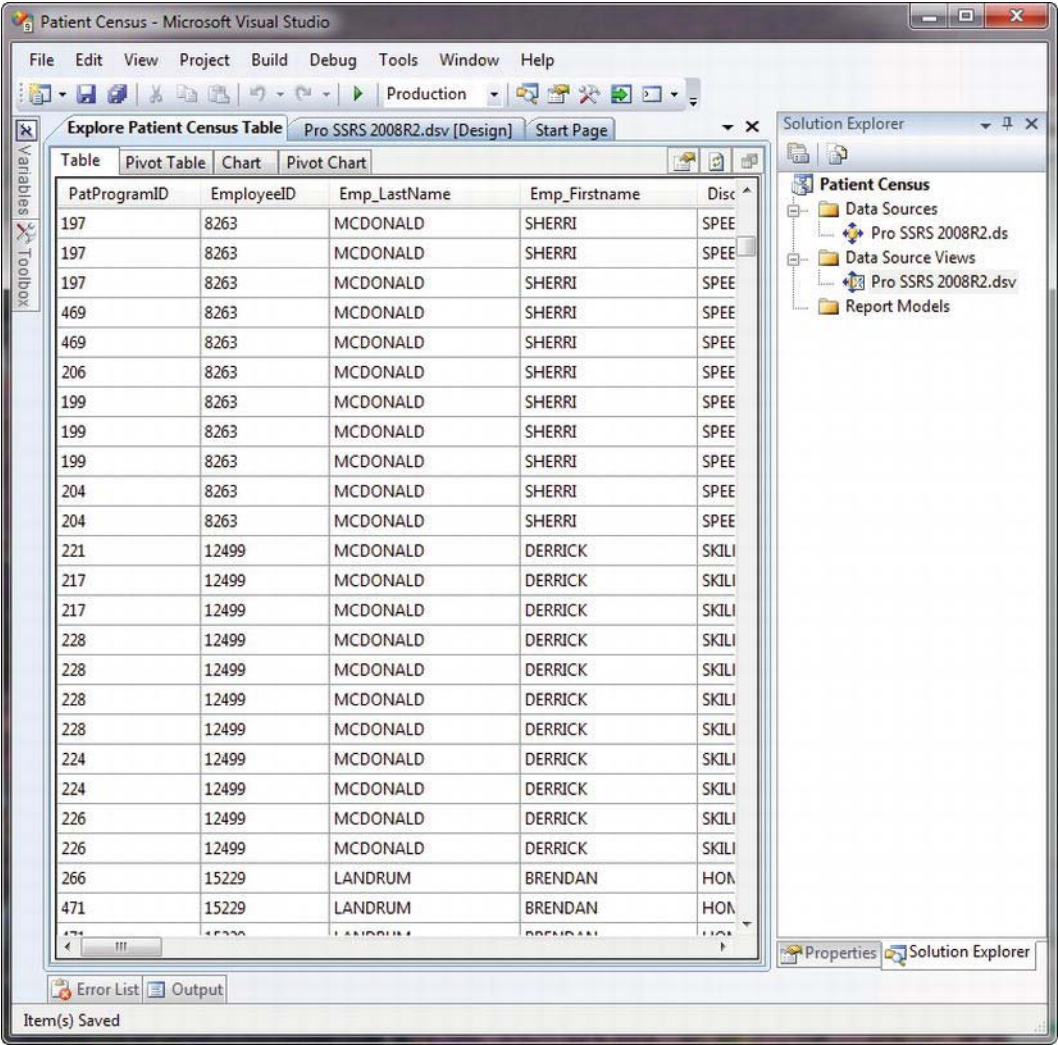 Patient Census - Microsoft Visual Studio
File Edit View Project Build Debug Tools Window Help
Production
Variables Toolbox
Explore Patient Census Table Pro SSRS 2008R2.dsv [Design] Start Page
Table Pivot Table Chart Pivot Chart
PatProgramID EmployeeID Emp_LastName Emp_Firstname Disc
197 8263 MCDONALD SHERRI SPEE
197 8263 MCDONALD SHERRI SPEE
197 8263 MCDONALD SHERRI SPEE
469 8263 MCDONALD SHERRI SPEE
469 8263 MCDONALD SHERRI SPEE
206 8263 MCDONALD SHERRI SPEE
199 8263 MCDONALD SHERRI SPEE
199 8263 MCDONALD SHERRI SPEE
199 8263 MCDONALD SHERRI SPEE
204 8263 MCDONALD SHERRI SPEE
204 8263 MCDONALD SHERRI SPEE
221 12499 MCDONALD DERRICK SKILI
217 12499 MCDONALD DERRICK SKILI
217 12499 MCDONALD DERRICK SKILI
228 12499 MCDONALD DERRICK SKILI
228 12499 MCDONALD DERRICK SKILI
228 12499 MCDONALD DERRICK SKILI
228 12499 MCDONALD DERRICK SKILI
224 12499 MCDONALD DERRICK SKILI
224 12499 MCDONALD DERRICK SKILI
226 12499 MCDONALD DERRICK SKILI
226 12499 MCDONALD DERRICK SKILI
266 15229 LANDRUM BRENDAN HOM
471 15229 LANDRUM BRENDAN HOM
471 15229 LANDRUM BRENDAN HOM
Solution Explorer
Patient Census
Data Sources
Pro SSRS 2008R2.ds
Data Source Views
Pro SSRS 2008R2.dsv
Report Models
Properties Solution Explorer
Error List Output
Item(s) Saved